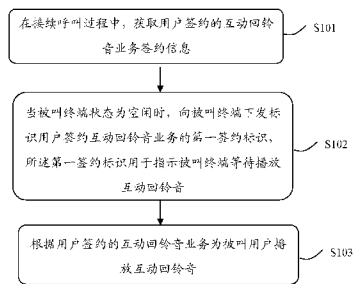 在接续呼叫过程中，获取用户签约的互动回铃
音业务签约信息
S101
当被叫终端状态为空闲时，向被叫终端下发标
识用户签约互动回铃音业务的第一签约标识，
所述第一签约标识用于指示被叫终端等待播放
互动回铃音
S102
根据用户签约的互动回铃音业务为被叫用户播
放互动回铃音
S103